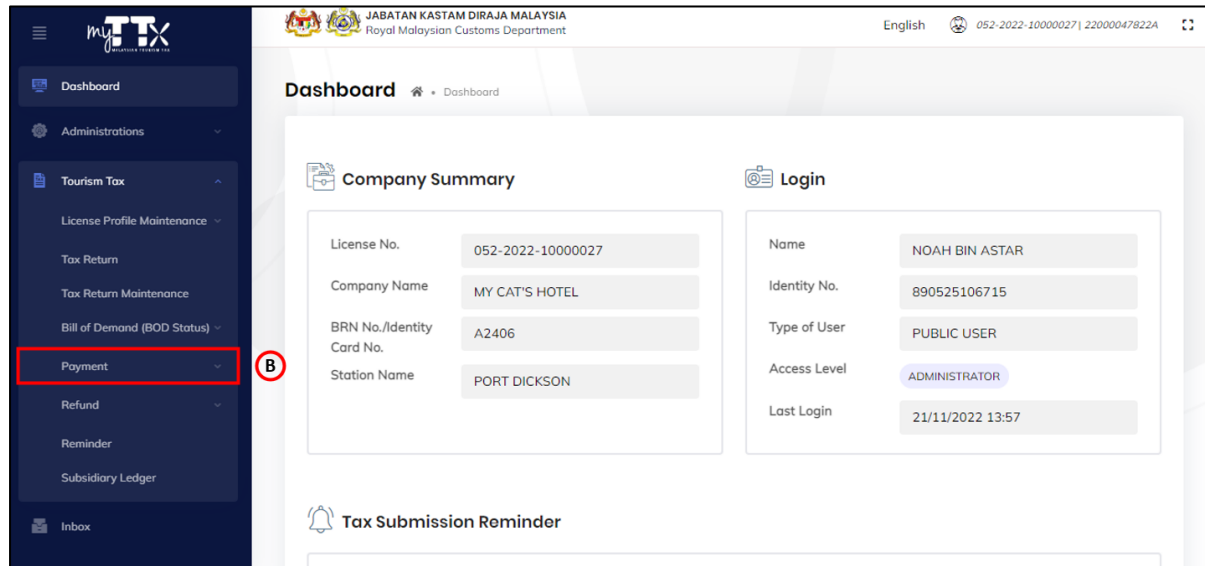 myTTx
MALAYSIAN TOURISM TAX
JABATAN KASTAM DIRAJA MALAYSIA
Royal Malaysian Customs Department
English
052-2022-10000027 | 22000047822A
Dashboard
Administrations
Tourism Tax
License Profile Maintenance
Tax Return
Tax Return Maintenance
Bill of Demand (BOD Status)
Payment
B
Refund
Reminder
Subsidiary Ledger
Inbox
Dashboard • Dashboard
Company Summary
License No. 052-2022-10000027
Company Name MY CAT'S HOTEL
BRN No./Identity
Card No. A2406
Station Name PORT DICKSON
Login
Name NOAH BIN ASTAR
Identity No. 890525106715
Type of User PUBLIC USER
Access Level ADMINISTRATOR
Last Login 21/11/2022 13:57
Tax Submission Reminder